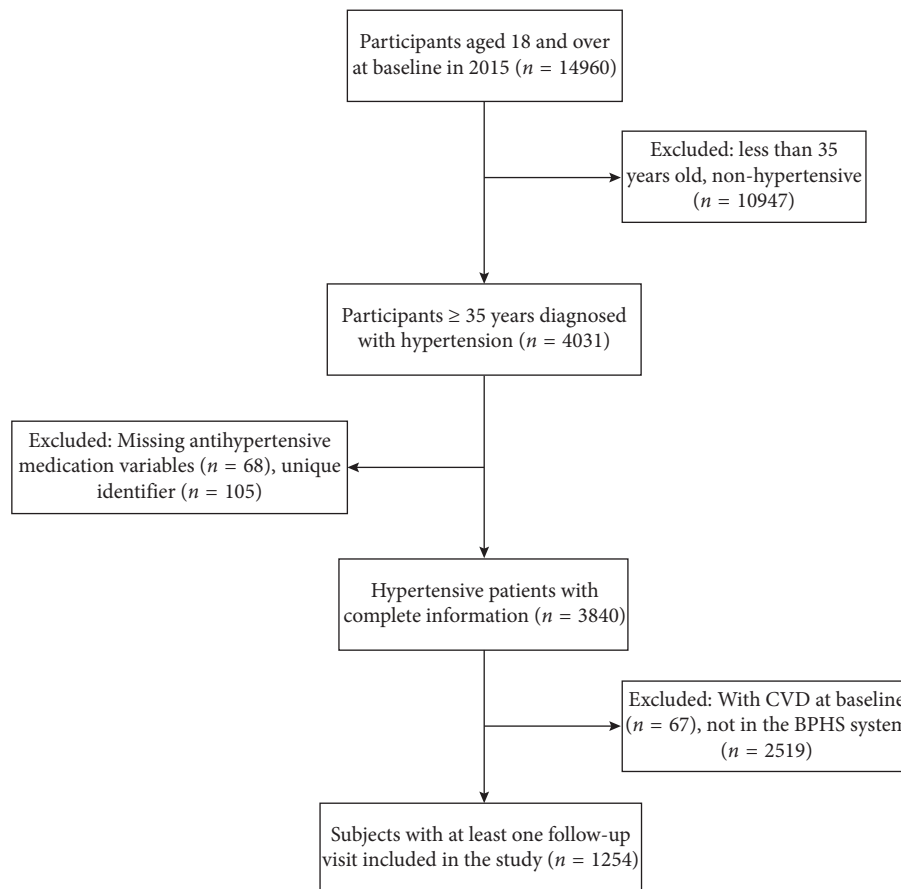 Participants aged 18 and over
at baseline in 2015 (n = 14960)
Excluded: less than 35
years old, non-hypertensive
(n = 10947)
Participants ≥ 35 years diagnosed
with hypertension (n = 4031)
Excluded: Missing antihypertensive
medication variables (n = 68), unique
identifier (n = 105)
Hypertensive patients with
complete information (n = 3840)
Excluded: With CVD at baseline
(n = 67), not in the BPHS system
(n = 2519)
Subjects with at least one follow-up
visit included in the study (n = 1254)